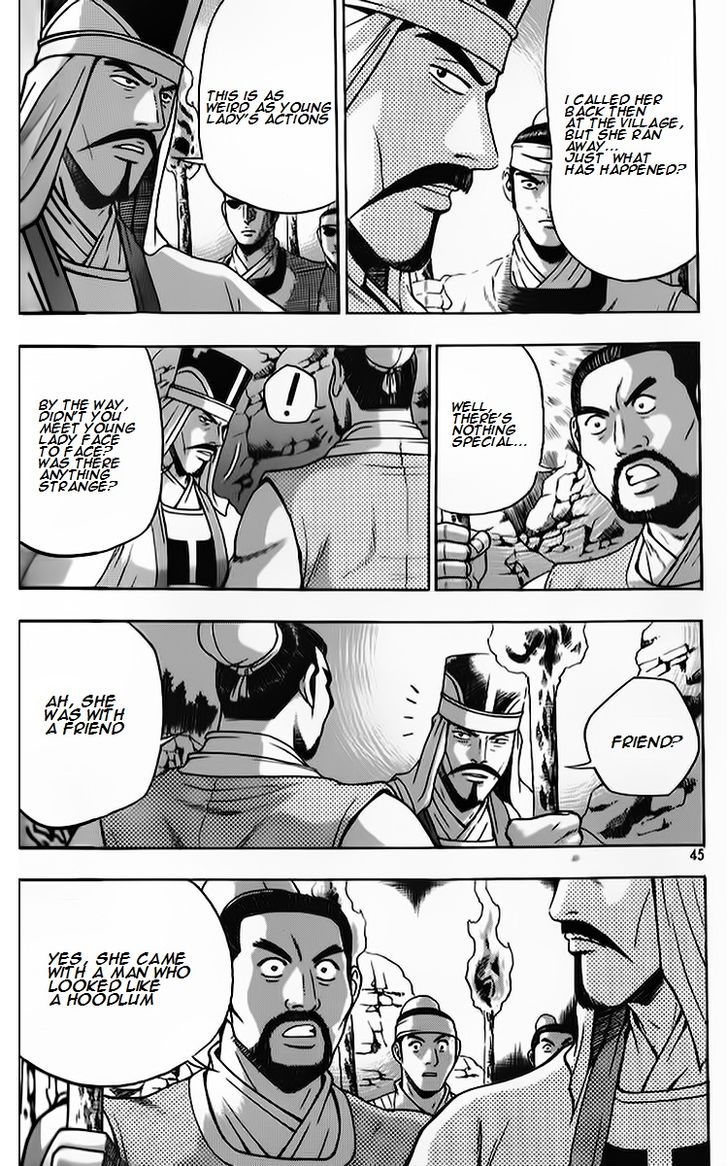 THIS IS AS
WEIRD AS YOUNG
LADY'S ACTIONS
I CALLED HER
BACK THEN
AT THE VILLAGE,
BUT SHE RAN
AWAY...
JUST WHAT
HAS HAPPENED?
BY THE WAY,
DIDN'T YOU
MEET YOUNG
LADY FACE
TO FACE?
WAS THERE
ANYTHING
STRANGE?
!
WELL,
THERE'S
NOTHING
SPECIAL...
AH, SHE
WAS WITH
A FRIEND
FRIEND?
45
YES, SHE CAME
WITH A MAN WHO
LOOKED LIKE
A HOODLUM